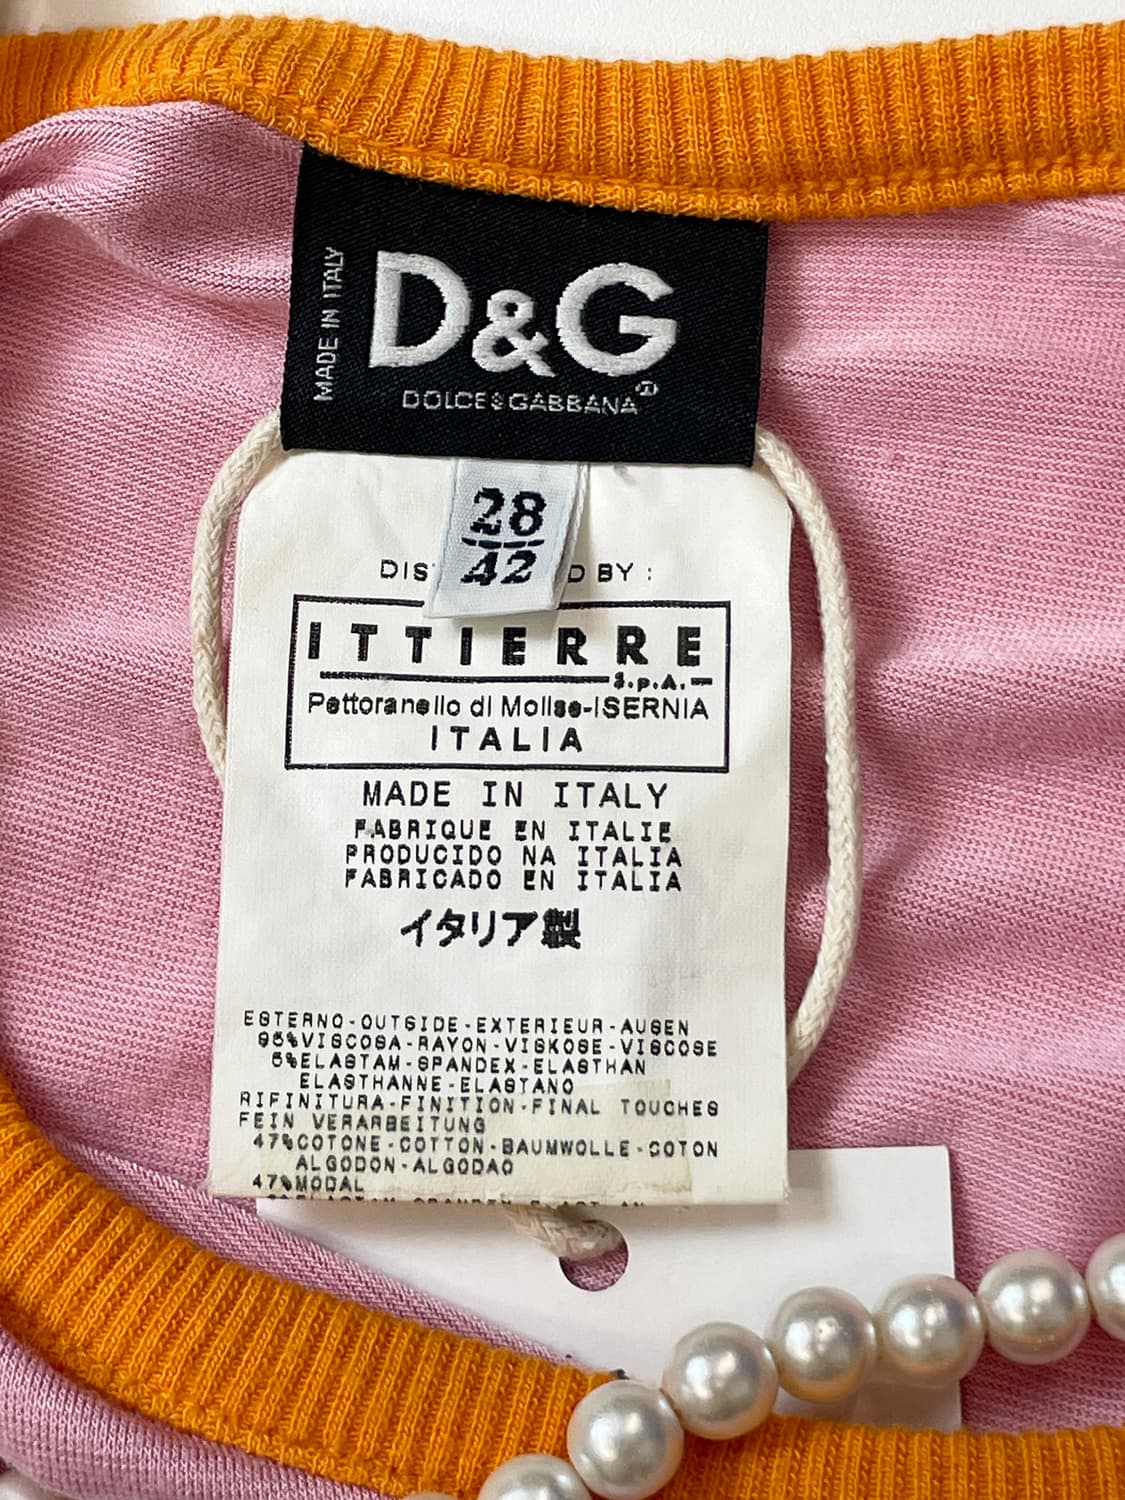 MADE IN ITALY
D&G
DOLCE&GABBANA
28
42
BY :
ITTIERRE
S.p.A.
Pettoranello di Molise-ISERNIA
ITALIA
MADE IN ITALY
FABRIQUE EN ITALIE
PRODUCIDO NA ITALIA
FABRICADO EN ITALIA
イタリア製
ESTERNO-OUTSIDE-EXTERIEUR-AUSEN
95%VISCOSA-RAYON-VISKOSE-VISCOSE
5%ELASTAM-SPANDEX-ELASTHAN
ELASTHANNE-ELASTANO
RIFINITURA-FINITION-FINAL TOUCHES
FEIN VERARBEITUNG
47%COTONE-COTTON-BAUMWOLLE-COTON
ALGODON-ALGODAO
47%MODAL